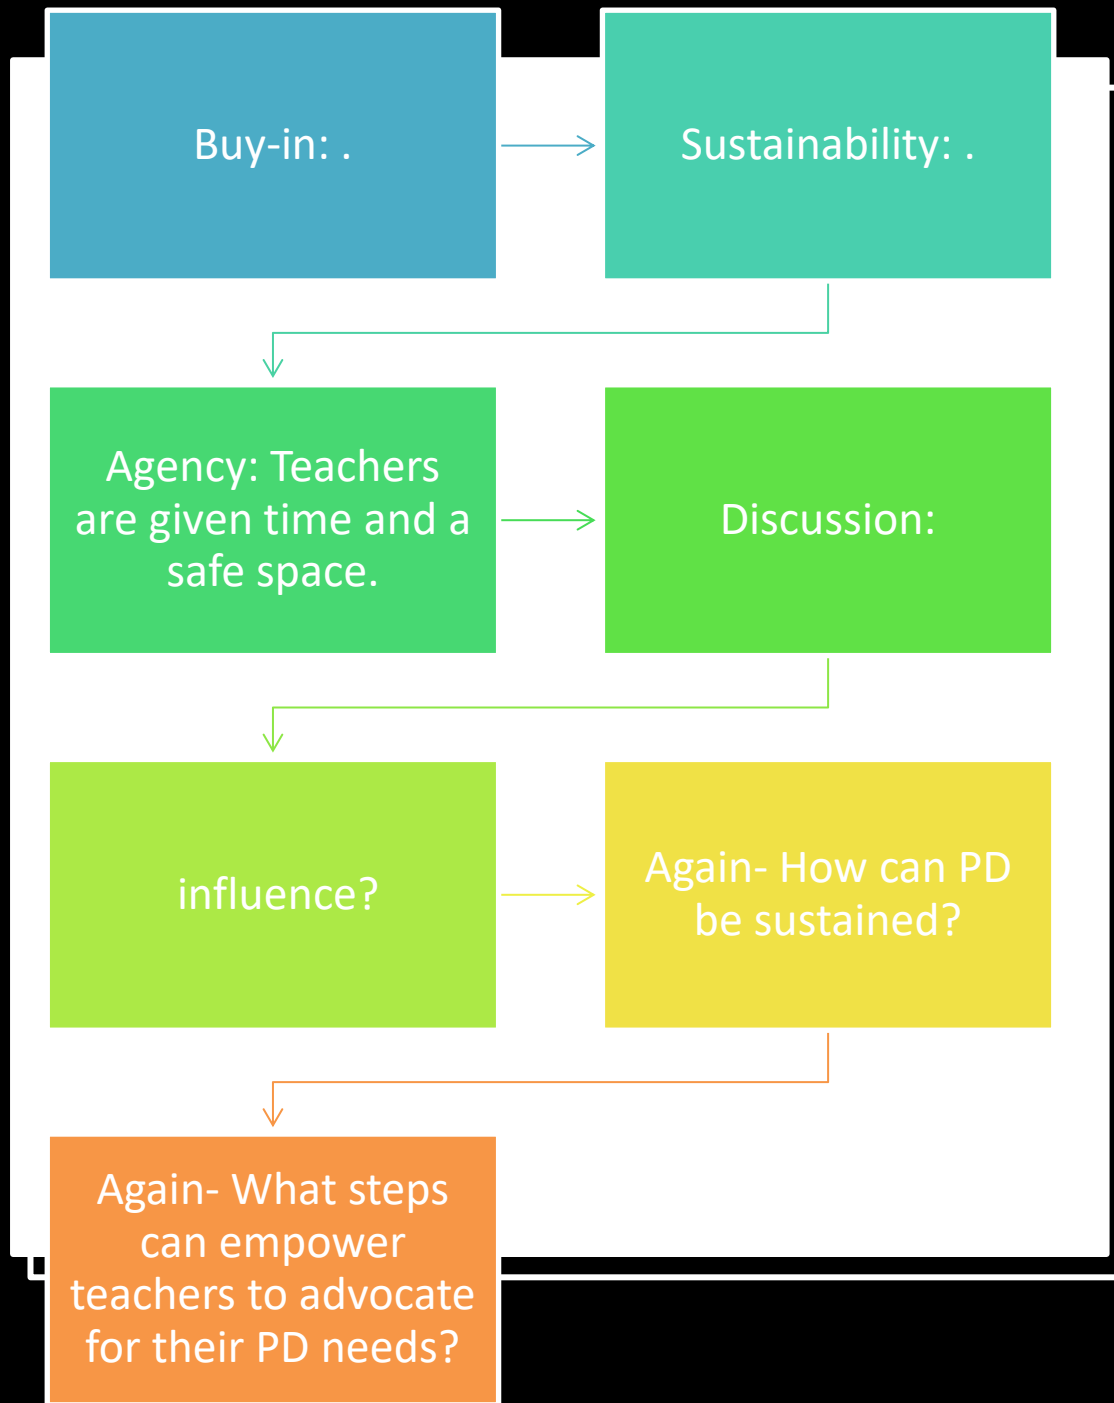 Buy-in: .
Sustainability: .
Agency: Teachers
are given time and a
safe space.
Discussion:
influence?
Again- How can PD
be sustained?
Again- What steps
can empower
teachers to advocate
for their PD needs?